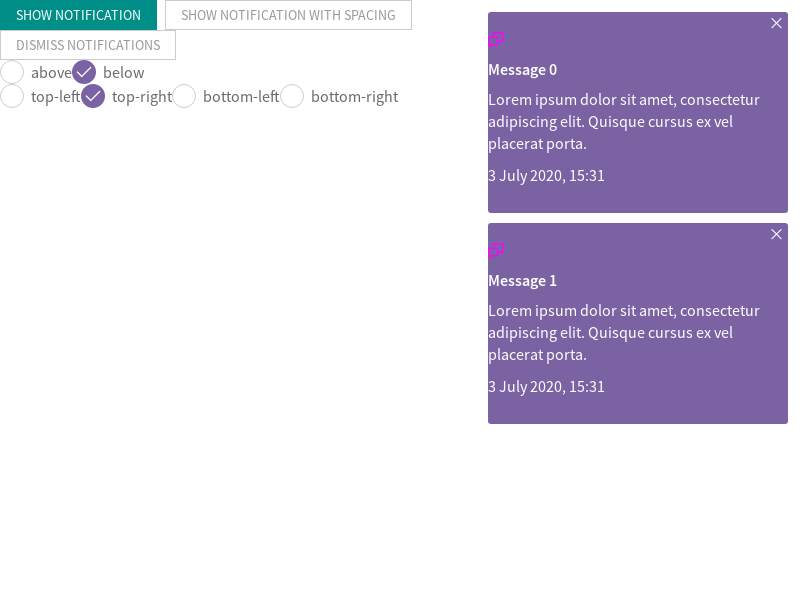 SHOW NOTIFICATION
SHOW NOTIFICATION WITH SPACING
DISMISS NOTIFICATIONS
above below
top-left top-right bottom-left bottom-right
Message 0
Lorem ipsum dolor sit amet, consectetur
adipiscing elit. Quisque cursus ex vel
placerat porta.
3 July 2020, 15:31
Message 1
Lorem ipsum dolor sit amet, consectetur
adipiscing elit. Quisque cursus ex vel
placerat porta.
3 July 2020, 15:31